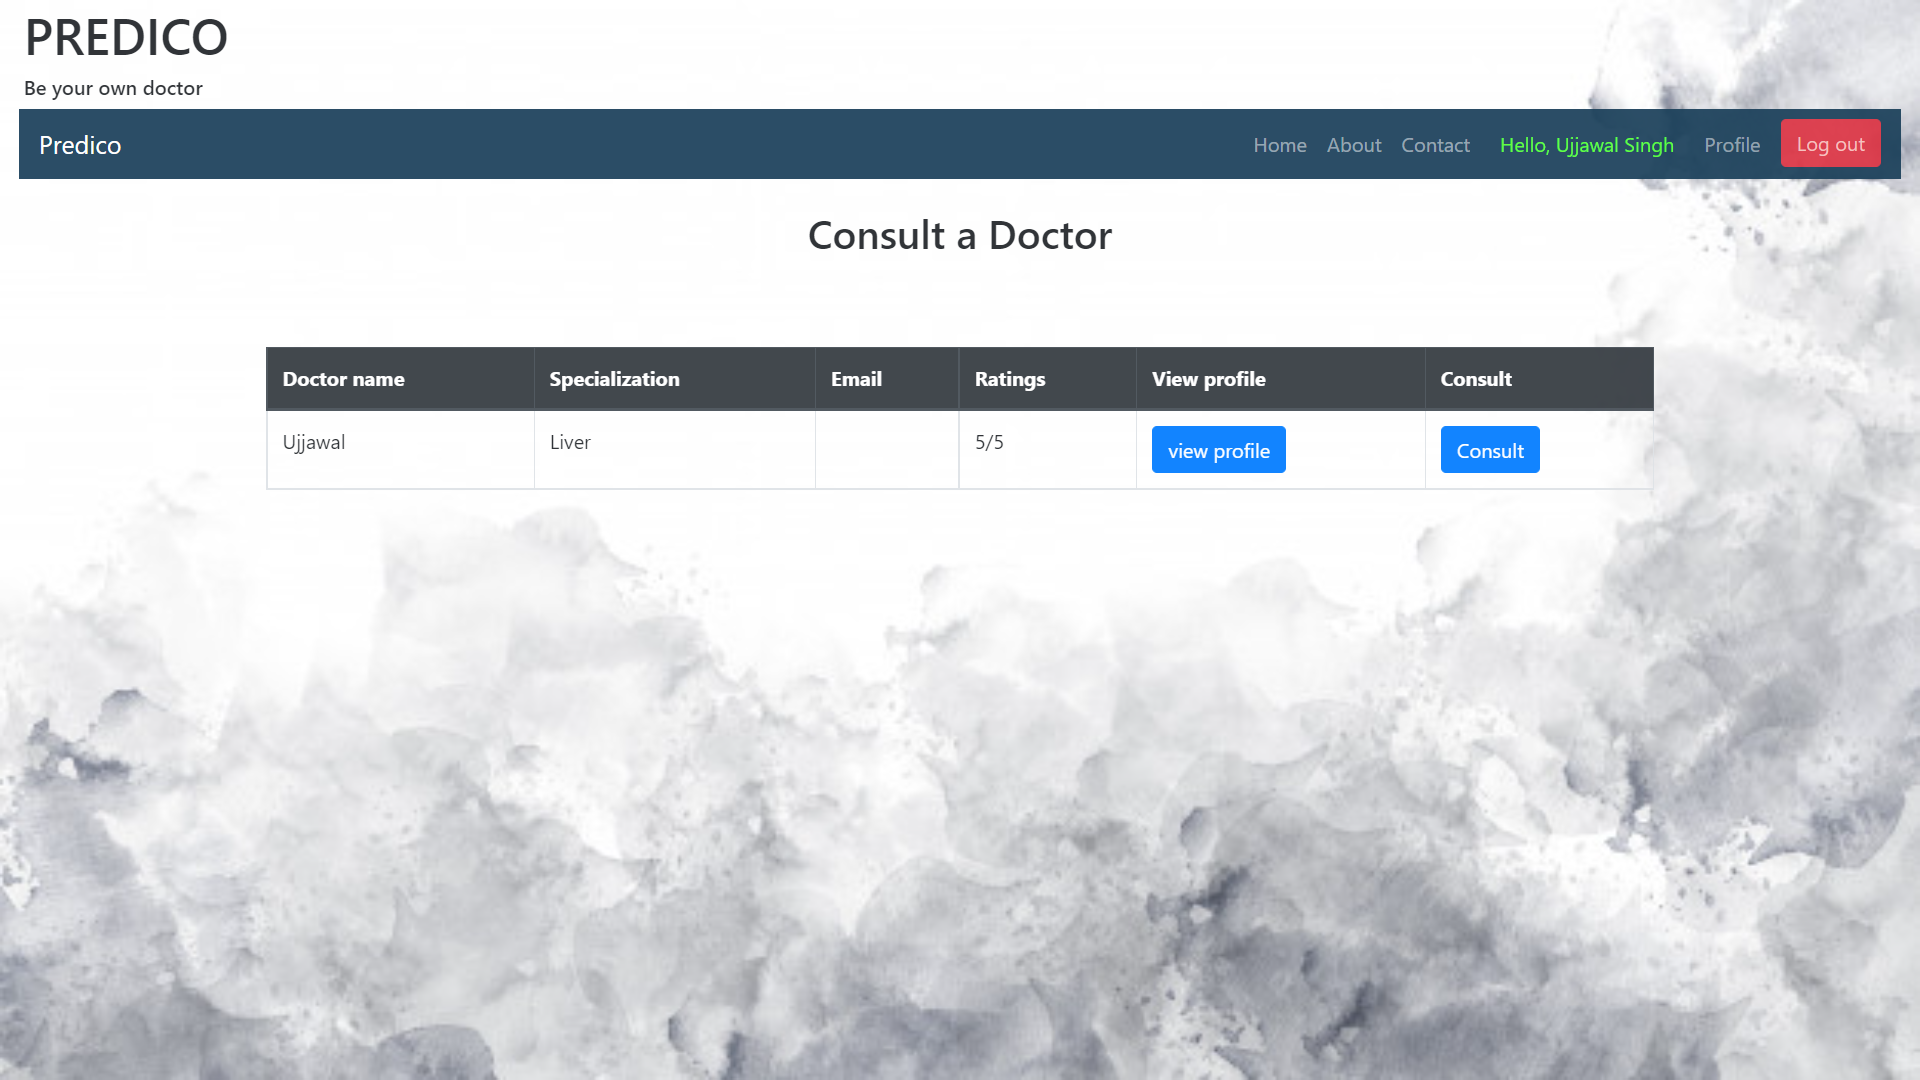 PREDICO
Be your own doctor
Predico Home About Contact Hello, Ujjawal Singh Profile Log out
Consult a Doctor
Doctor name Specialization Email Ratings View profile Consult
Ujjawal Liver 5/5 view profile Consult